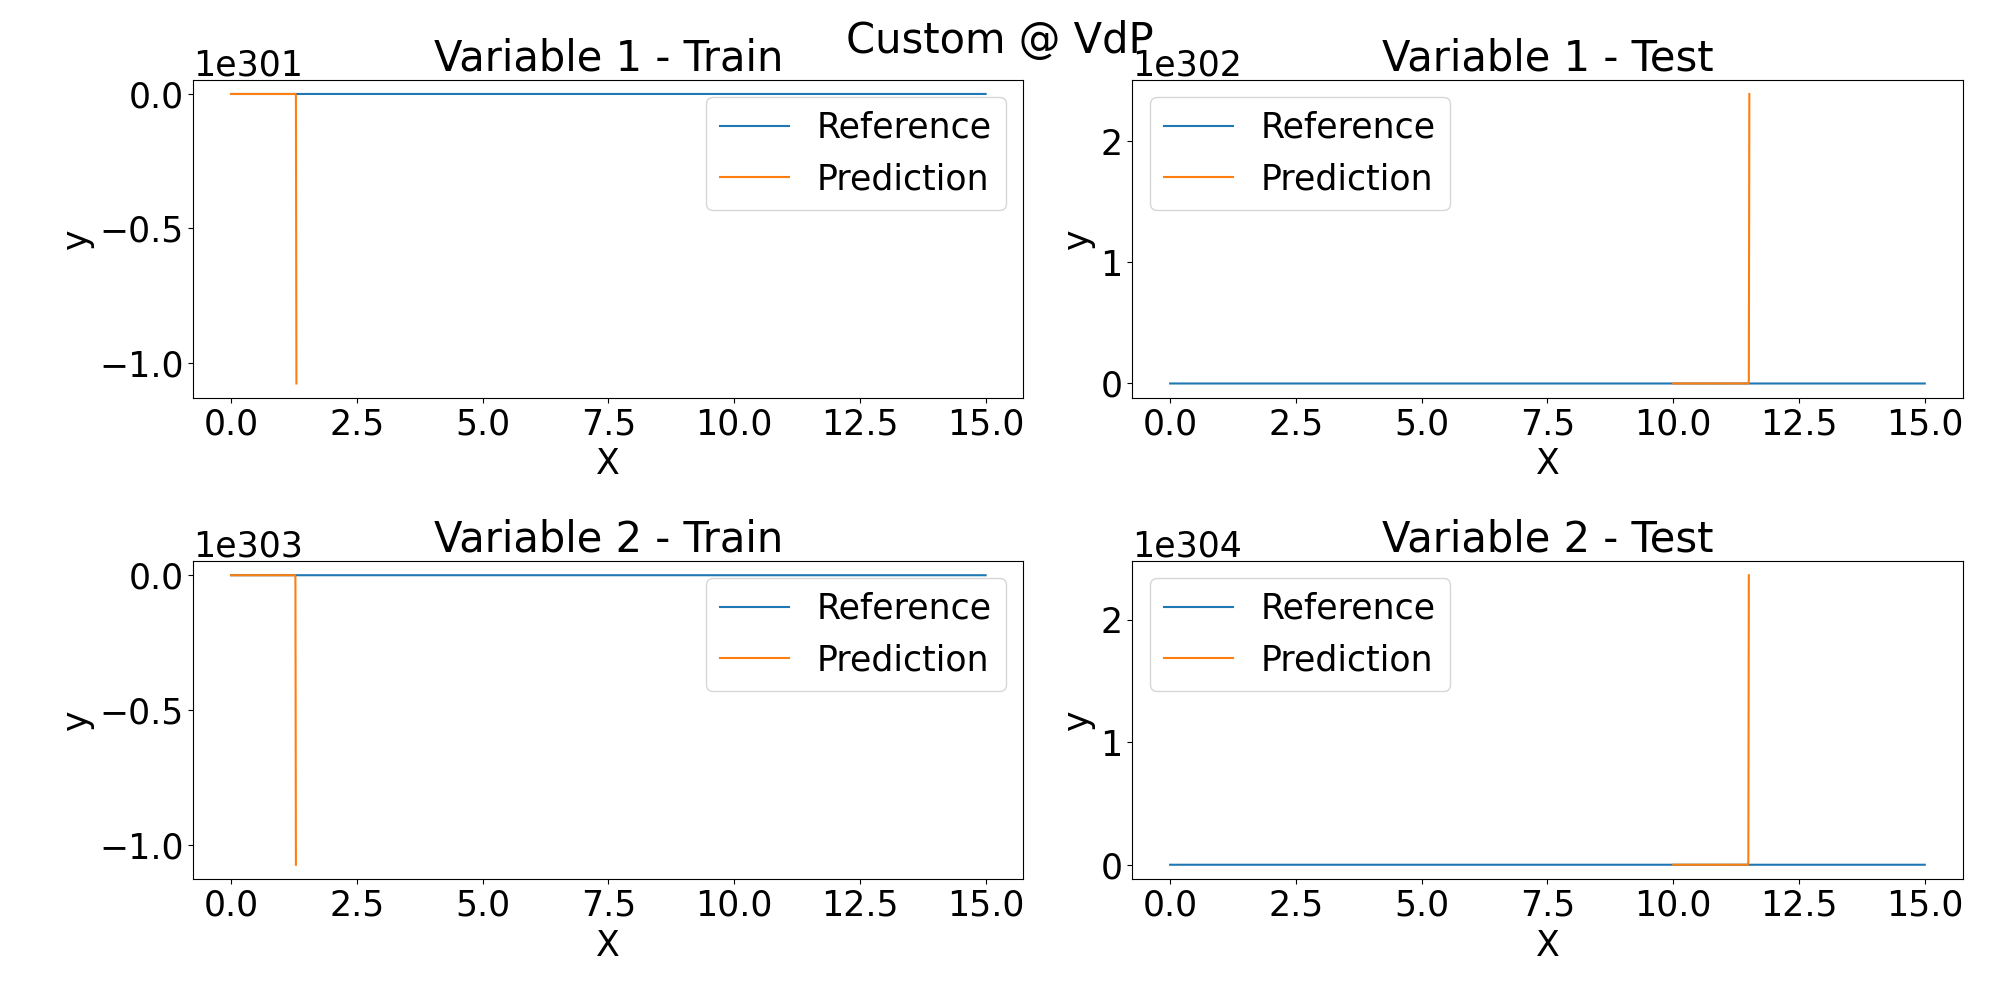 Custom @ VdP
Variable 1 - Train
1e301
0.0
−0.5
−1.0
y
Reference
Prediction
0.0 2.5 5.0 7.5 10.0 12.5 15.0
X
Variable 1 - Test
1e302
2
1
0
y
Reference
Prediction
0.0 2.5 5.0 7.5 10.0 12.5 15.0
X
Variable 2 - Train
1e303
0.0
−0.5
−1.0
y
Reference
Prediction
0.0 2.5 5.0 7.5 10.0 12.5 15.0
X
Variable 2 - Test
1e304
2
1
0
y
Reference
Prediction
0.0 2.5 5.0 7.5 10.0 12.5 15.0
X